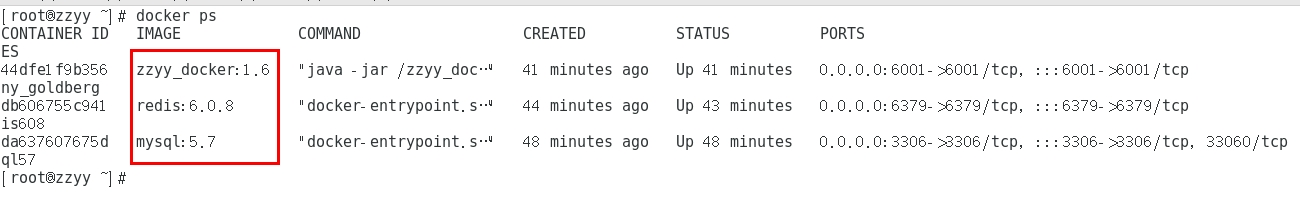 [root@zzyy ~]# docker ps
CONTAINER ID   IMAGE             COMMAND                CREATED          STATUS          PORTS
ES
44dfe1f9b356   zzyy_docker:1.6   "java -jar /zzyy_doc…"   41 minutes ago   Up 41 minutes   0.0.0.0:6001->6001/tcp, :::6001->6001/tcp
ny_goldberg
db606755c941   redis:6.0.8       "docker-entrypoint.s…"   44 minutes ago   Up 43 minutes   0.0.0.0:6379->6379/tcp, :::6379->6379/tcp
is608
da637607675d   mysql:5.7         "docker-entrypoint.s…"   48 minutes ago   Up 48 minutes   0.0.0.0:3306->3306/tcp, :::3306->3306/tcp, 33060/tcp
ql57
[root@zzyy ~]#